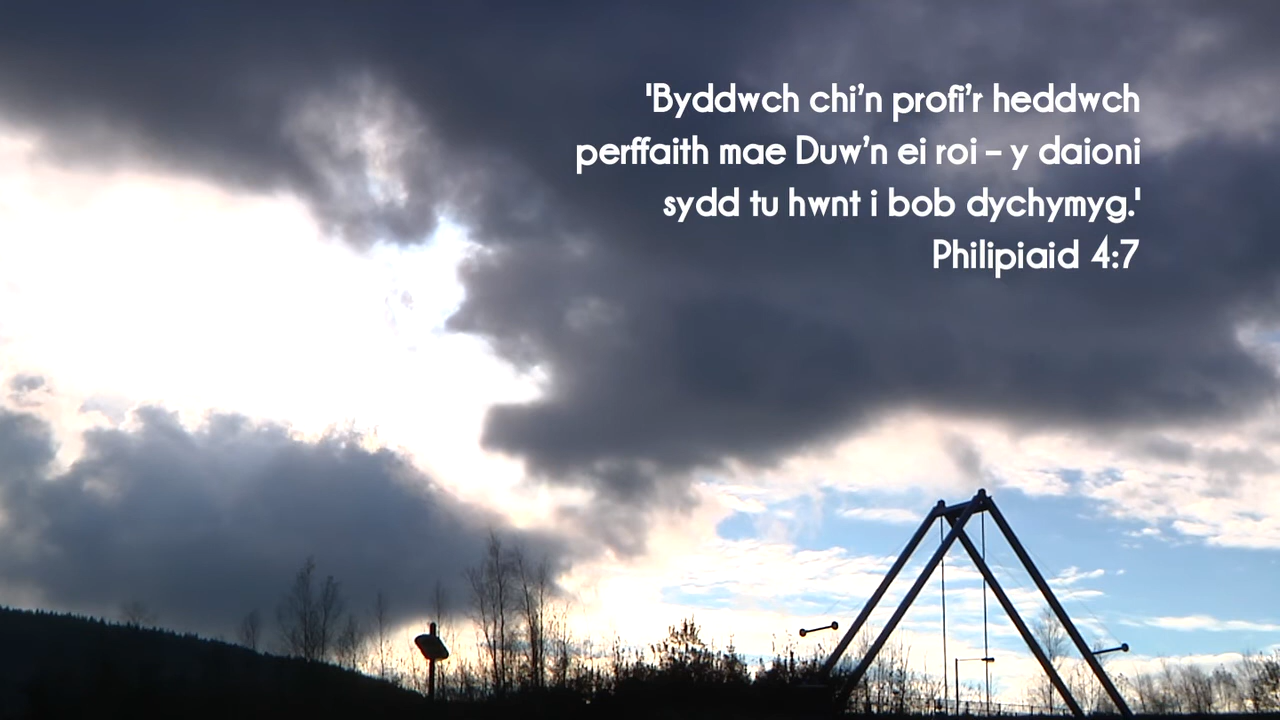 'Byddwch chi’n profi’r heddwch
perffaith mae Duw’n ei roi – y daioni
sydd tu hwnt i bob dychymyg.'
Philipiaid 4:7